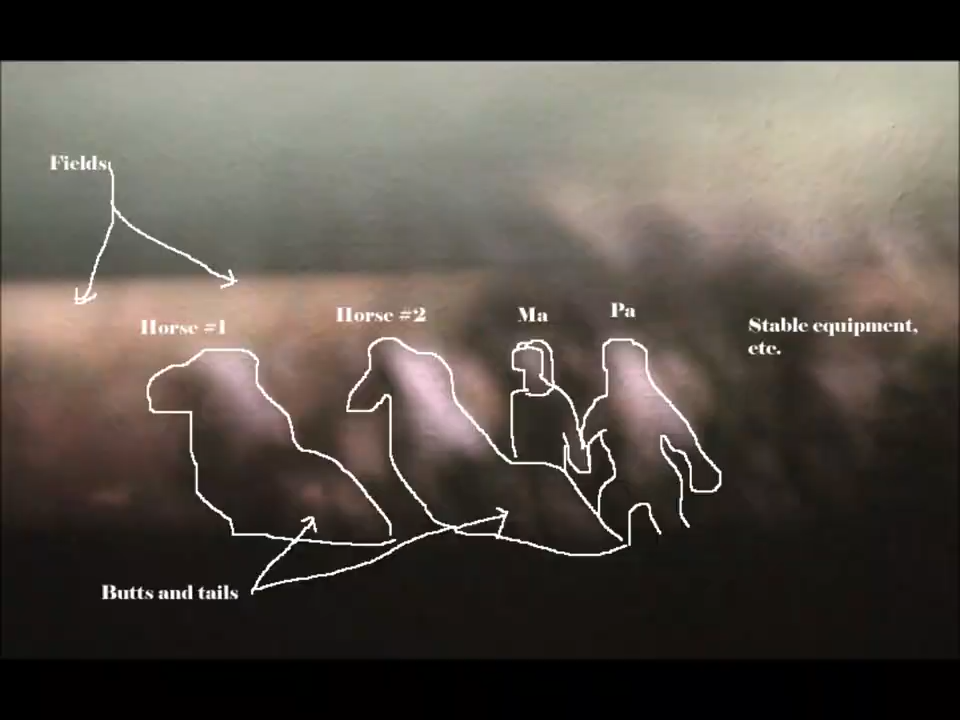 Fields
Horse #1
Horse #2
Ma
Pa
Stable equipment,
etc.
Butts and tails